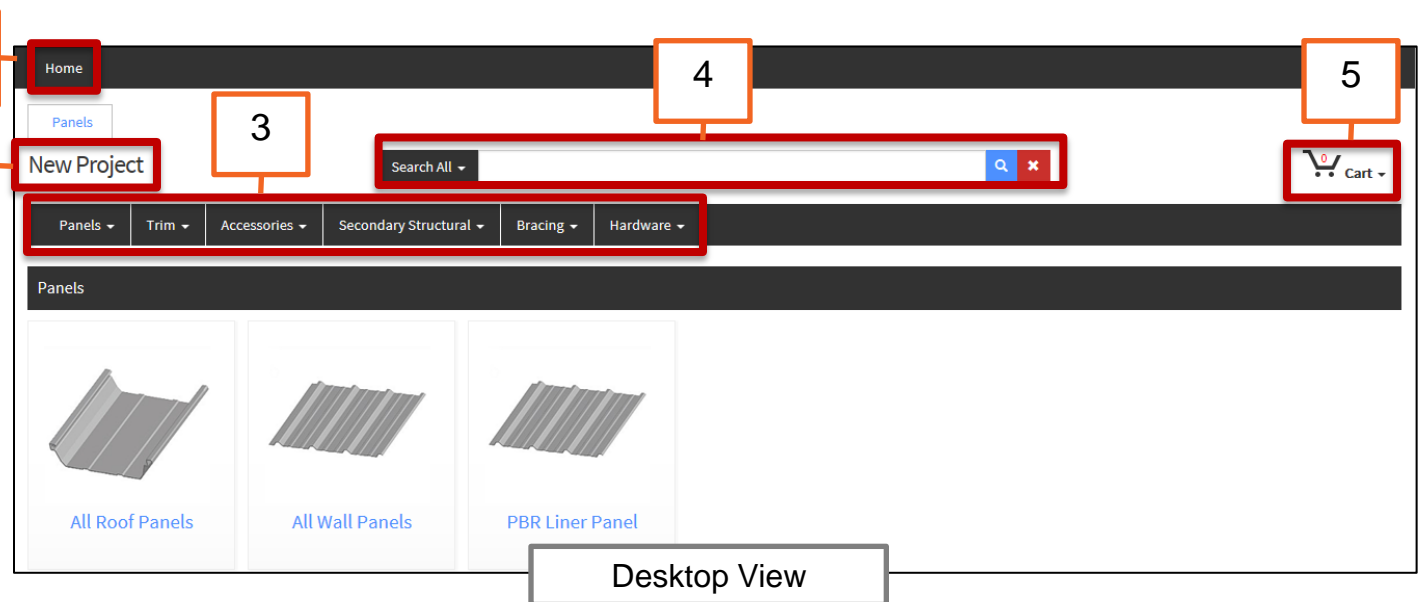 Home
4
5
Panels
3
New Project
Search All
0
Cart
Panels Trim Accessories Secondary Structural Bracing Hardware
Panels
All Roof Panels All Wall Panels PBR Liner Panel
Desktop View